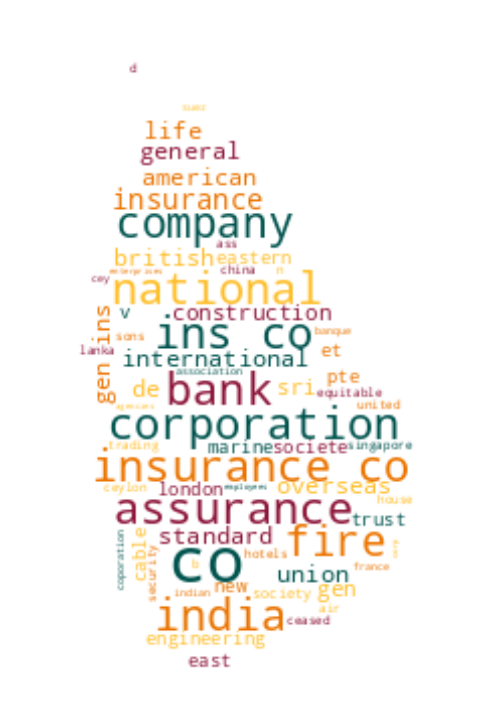 d
suez
life
general
american
insurance
company
ass
british eastern
enterprises china n
cey national
v construction
gen ins
sons ins co banque
lanka international et
association
de bank sri pte
equitable
agencies united
corporation
trading marine societe singapore
insurance co
ceylon london employees overseas
house
assurance trust
standard fire
coporation cable security co hotels corp
b france
union
indian new society gen
air
india ceased
engineering
east